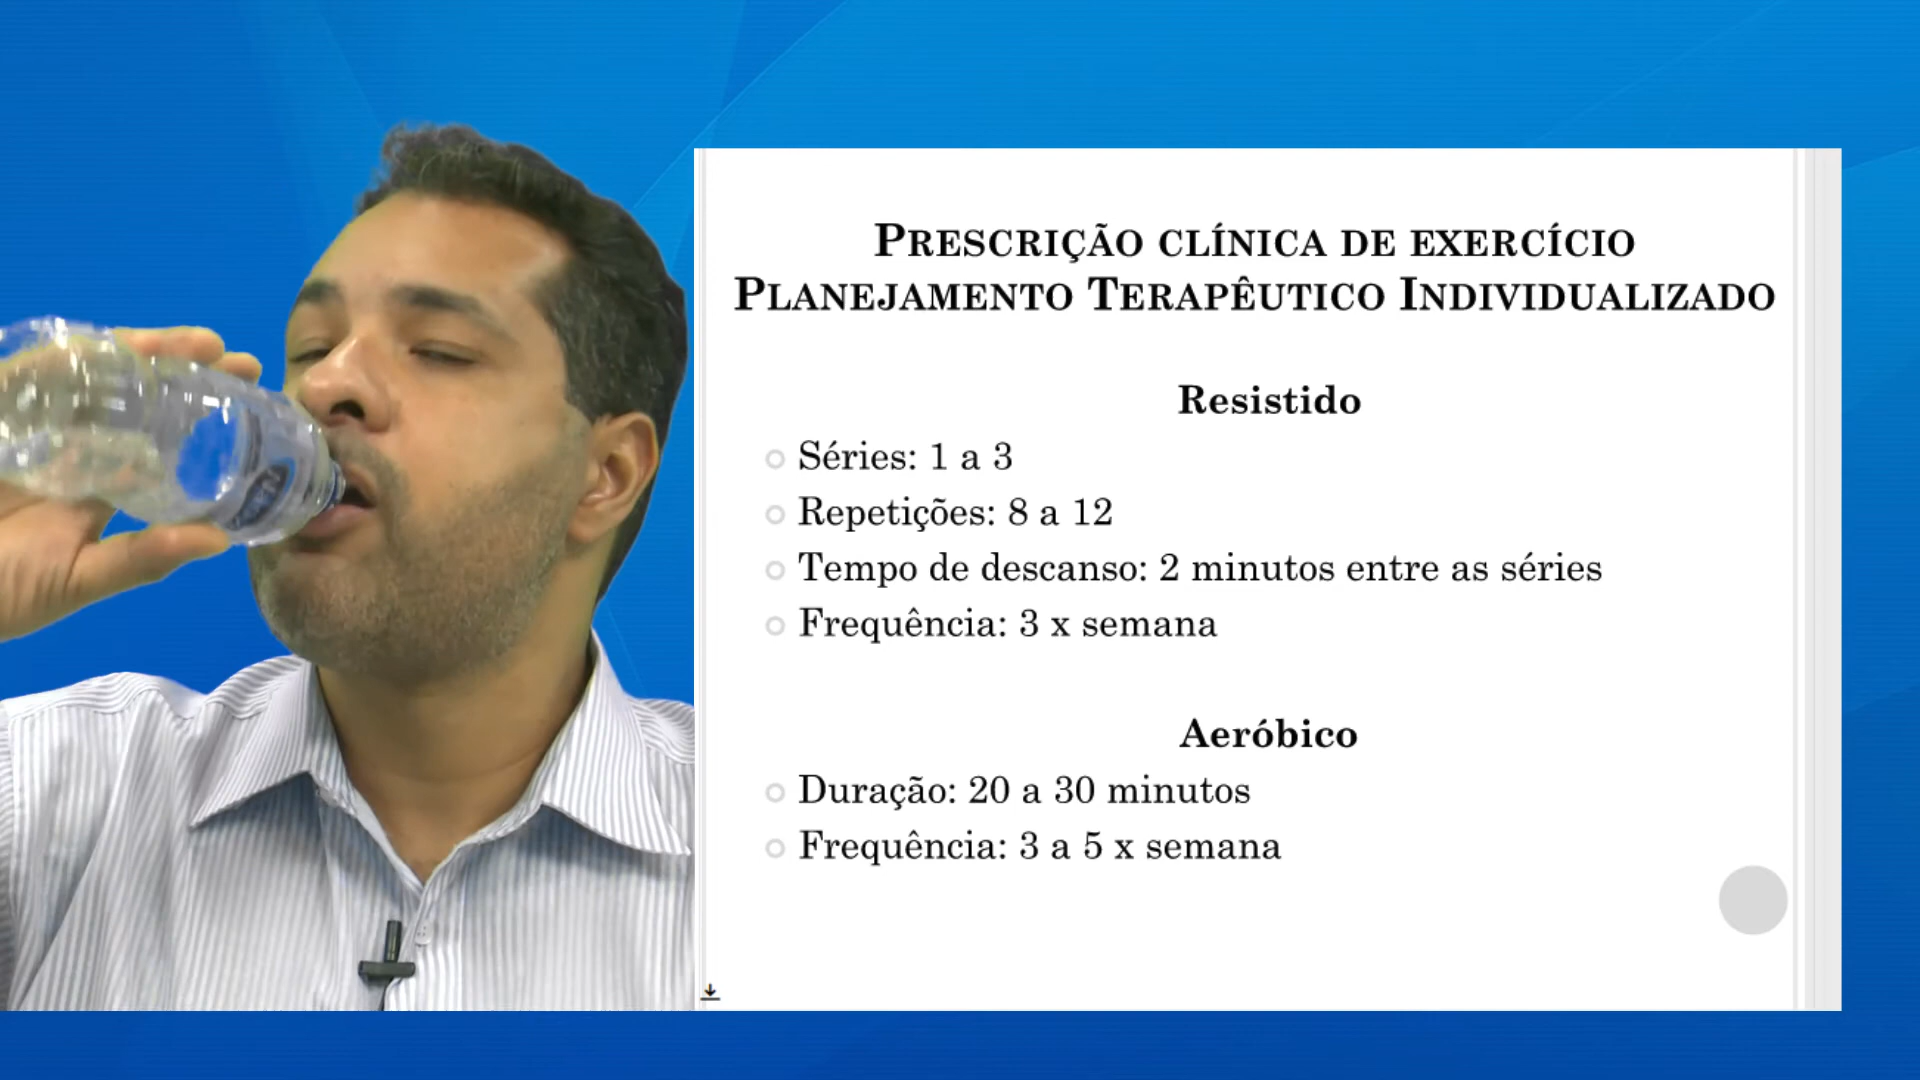 PRESCRIÇÃO CLÍNICA DE EXERCÍCIO
PLANEJAMENTO TERAPÊUTICO INDIVIDUALIZADO
Resistido
Séries: 1 a 3
Repetições: 8 a 12
Tempo de descanso: 2 minutos entre as séries
Frequência: 3 x semana
Aeróbico
Duração: 20 a 30 minutos
Frequência: 3 a 5 x semana